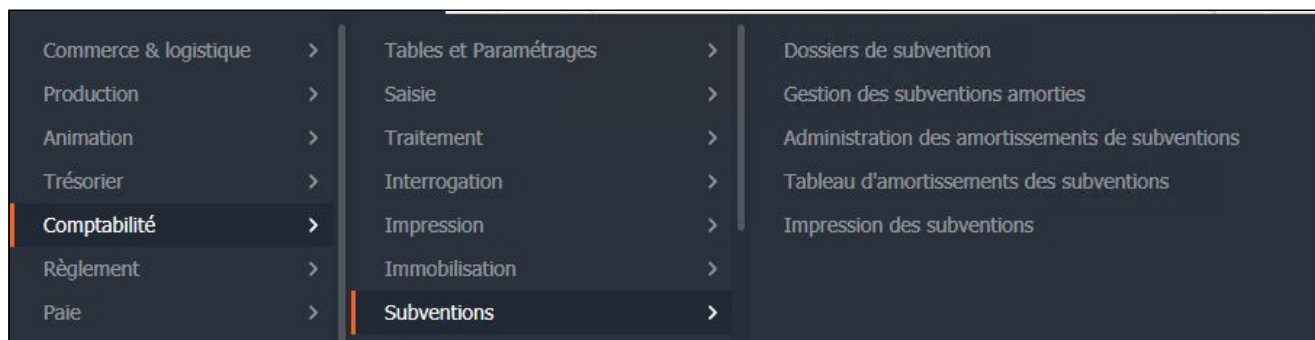 Commerce & logistique
Production
Animation
Trésorier
Comptabilité
Règlement
Paie
Tables et Paramétrages
Saisie
Traitement
Interrogation
Impression
Immobilisation
Subventions
Dossiers de subvention
Gestion des subventions amorties
Administration des amortissements de subventions
Tableau d'amortissements des subventions
Impression des subventions